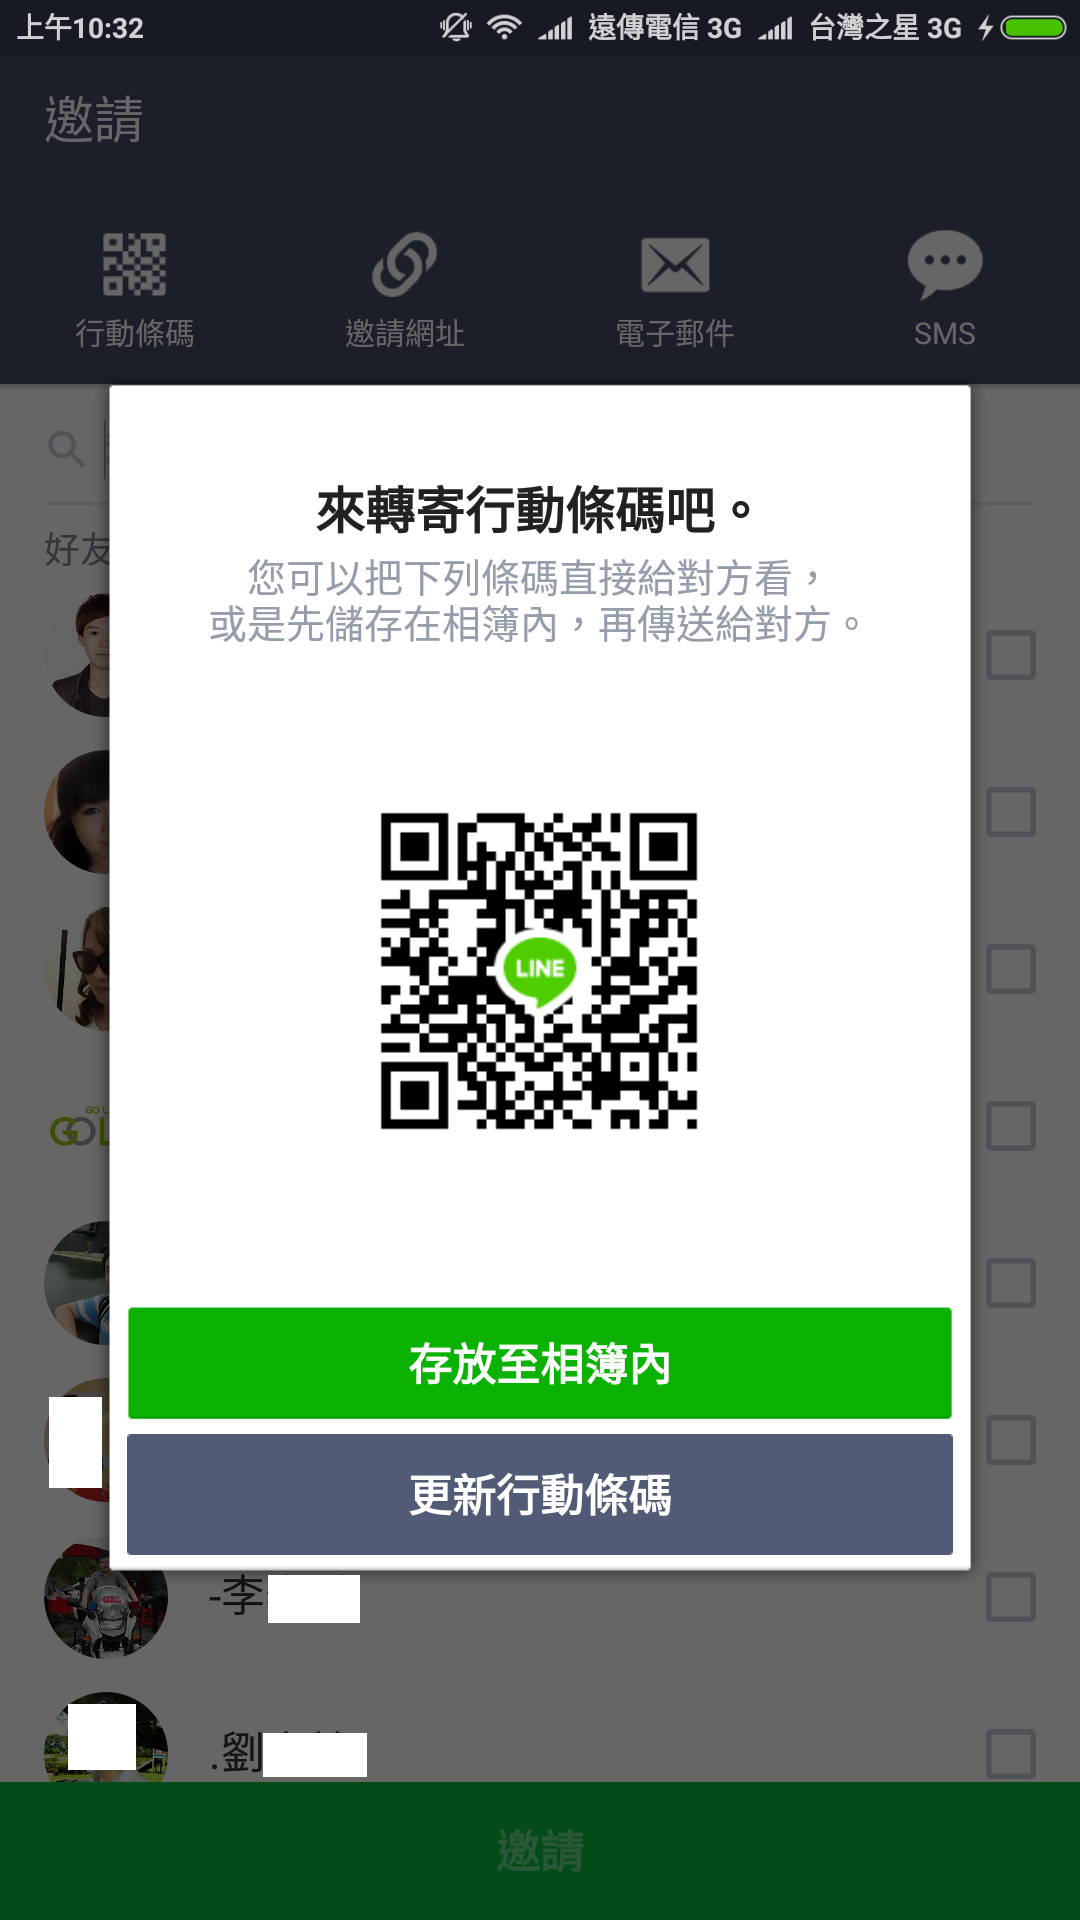 上午10:32 遠傳電信 3G 台灣之星 3G
邀請
行動條碼 邀請網址 電子郵件 SMS
好友
來轉寄行動條碼吧。
您可以把下列條碼直接給對方看，
或是先儲存在相簿內，再傳送給對方。
LINE
存放至相簿內
更新行動條碼
-李
.劉
邀請